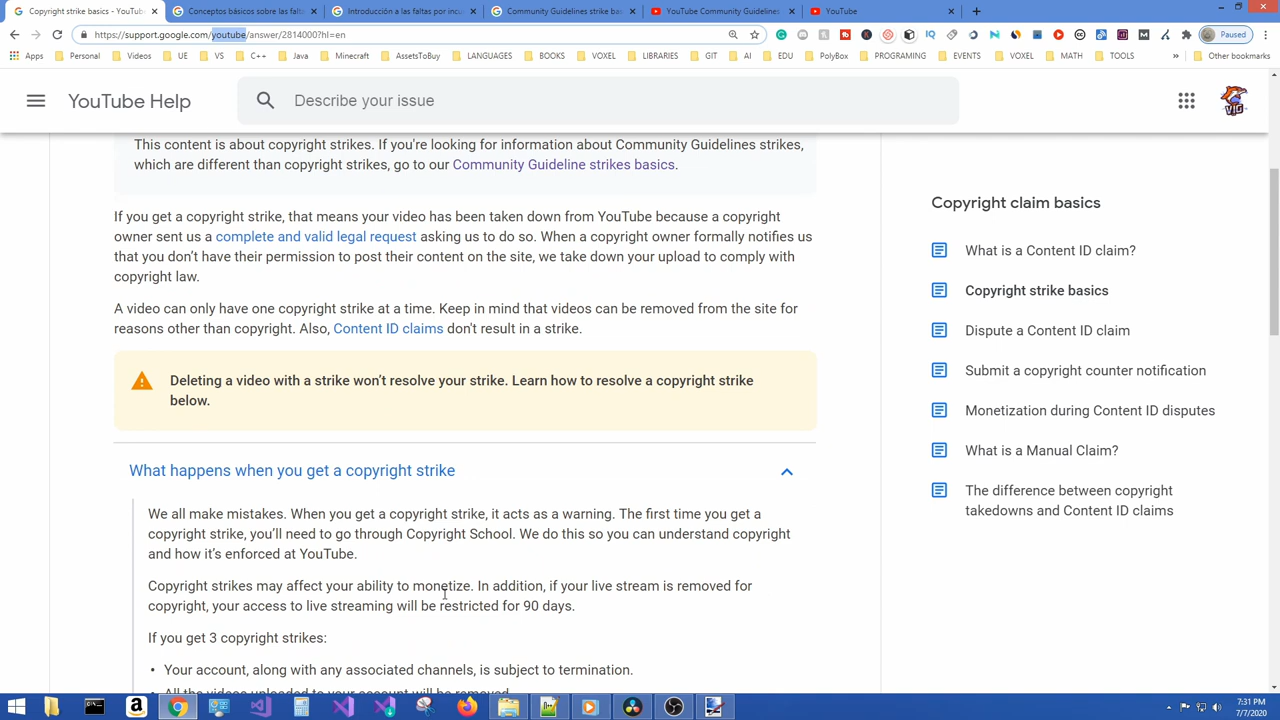 Copyright strike basics - YouTub
Conceptos básicos sobre las falta
Introducción a las faltas por incu
Community Guidelines strike bas
YouTube Community Guidelines
YouTube
https://support.google.com/youtube/answer/2814000?hl=en
Paused
Apps Personal Videos UE VS C++ Java Minecraft AssetsToBuy LANGUAGES BOOKS VOXEL LIBRARIES GIT AI EDU PolyBox PROGRAMING EVENTS VOXEL MATH TOOLS » Other bookmarks
YouTube Help
Describe your issue
VJG
This content is about copyright strikes. If you're looking for information about Community Guidelines strikes,
which are different than copyright strikes, go to our Community Guideline strikes basics.
If you get a copyright strike, that means your video has been taken down from YouTube because a copyright
owner sent us a complete and valid legal request asking us to do so. When a copyright owner formally notifies us
that you don’t have their permission to post their content on the site, we take down your upload to comply with
copyright law.
A video can only have one copyright strike at a time. Keep in mind that videos can be removed from the site for
reasons other than copyright. Also, Content ID claims don't result in a strike.
Deleting a video with a strike won’t resolve your strike. Learn how to resolve a copyright strike
below.
What happens when you get a copyright strike
We all make mistakes. When you get a copyright strike, it acts as a warning. The first time you get a
copyright strike, you’ll need to go through Copyright School. We do this so you can understand copyright
and how it’s enforced at YouTube.
Copyright strikes may affect your ability to monetize. In addition, if your live stream is removed for
copyright, your access to live streaming will be restricted for 90 days.
If you get 3 copyright strikes:
• Your account, along with any associated channels, is subject to termination.
• All the videos uploaded to your account will be removed.
Copyright claim basics
What is a Content ID claim?
Copyright strike basics
Dispute a Content ID claim
Submit a copyright counter notification
Monetization during Content ID disputes
What is a Manual Claim?
The difference between copyright
takedowns and Content ID claims
7:31 PM
7/7/2020